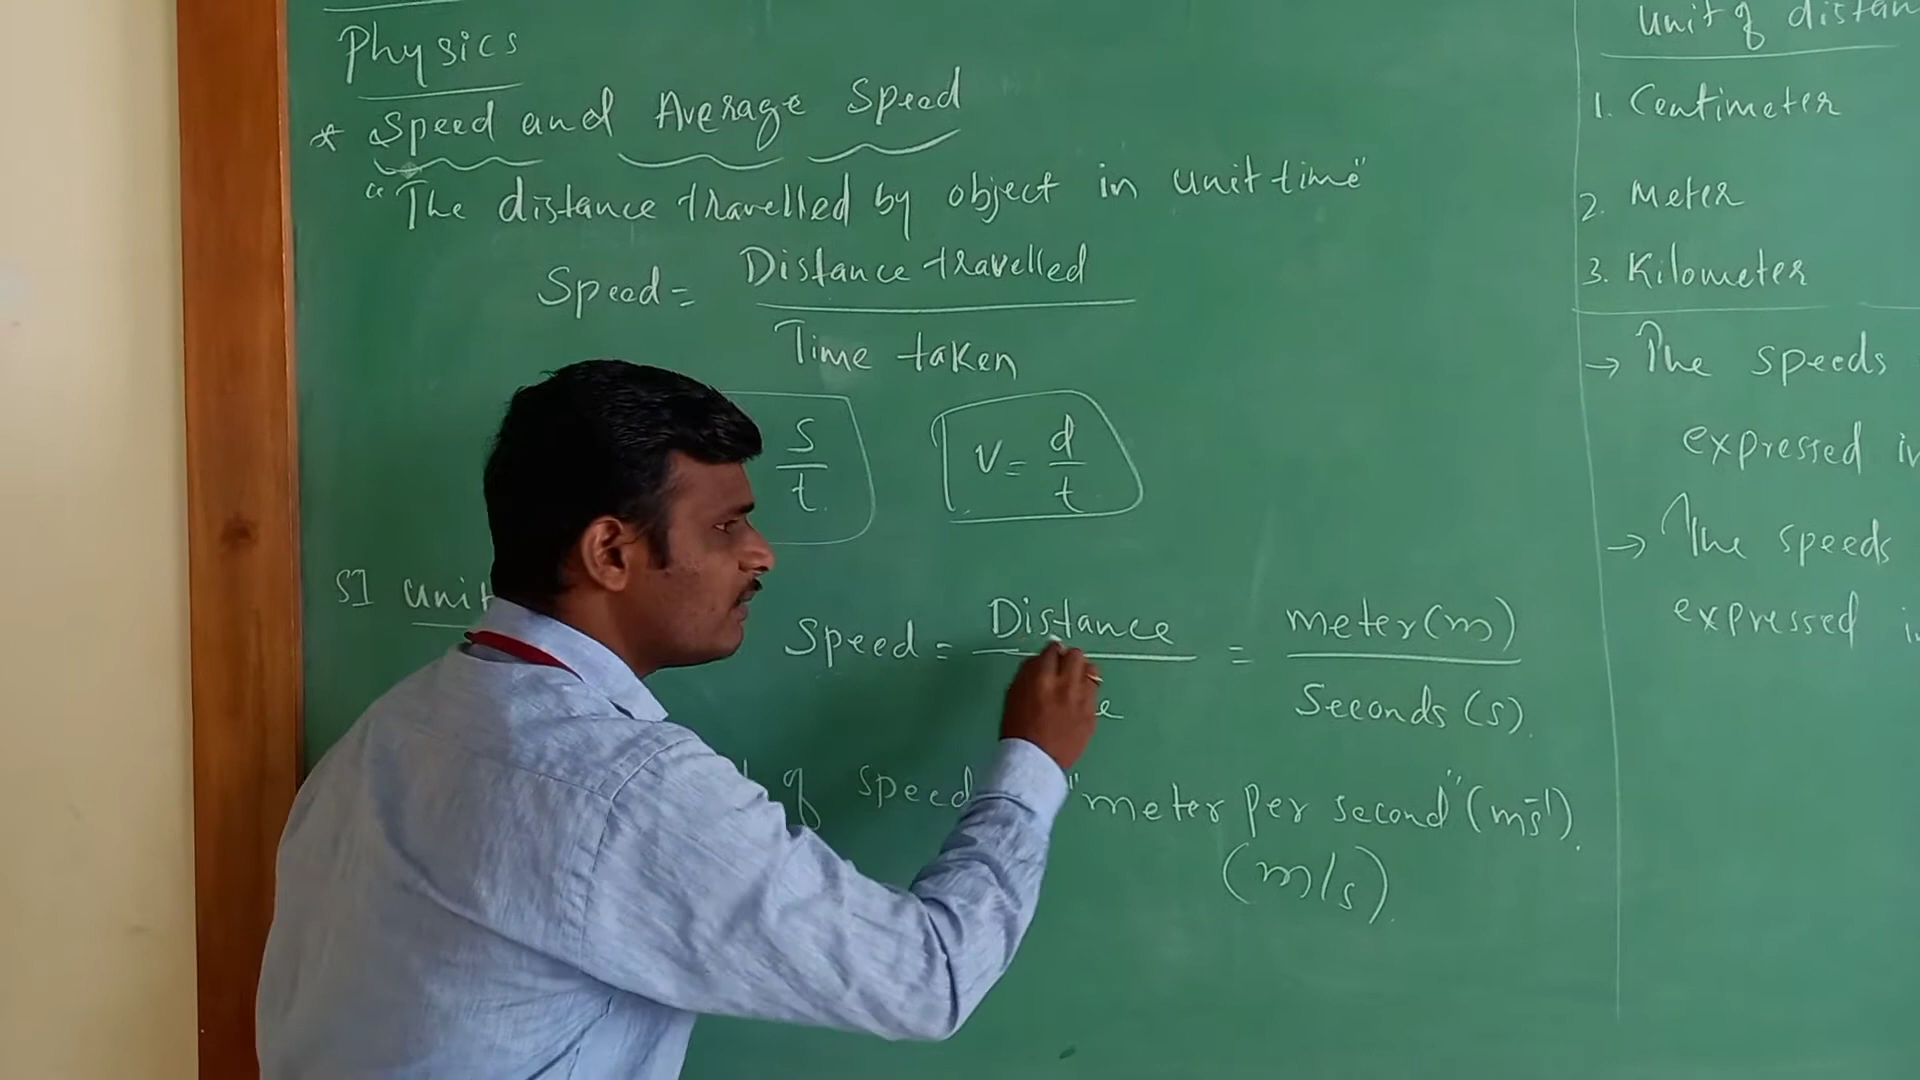 Physics
* Speed and Average Speed
"The distance travelled by object in unit time"
Speed = Distance travelled
Time taken
S
t
V = d
t
SI unit
Speed = Distance = meter(m)
Seconds (s).
of speed "meter per second" (ms⁻¹).
(m/s).
unit of distan
1. Centimeter
2. Meter
3. Kilometer
→ The speeds
expressed in
→ The speeds
expressed